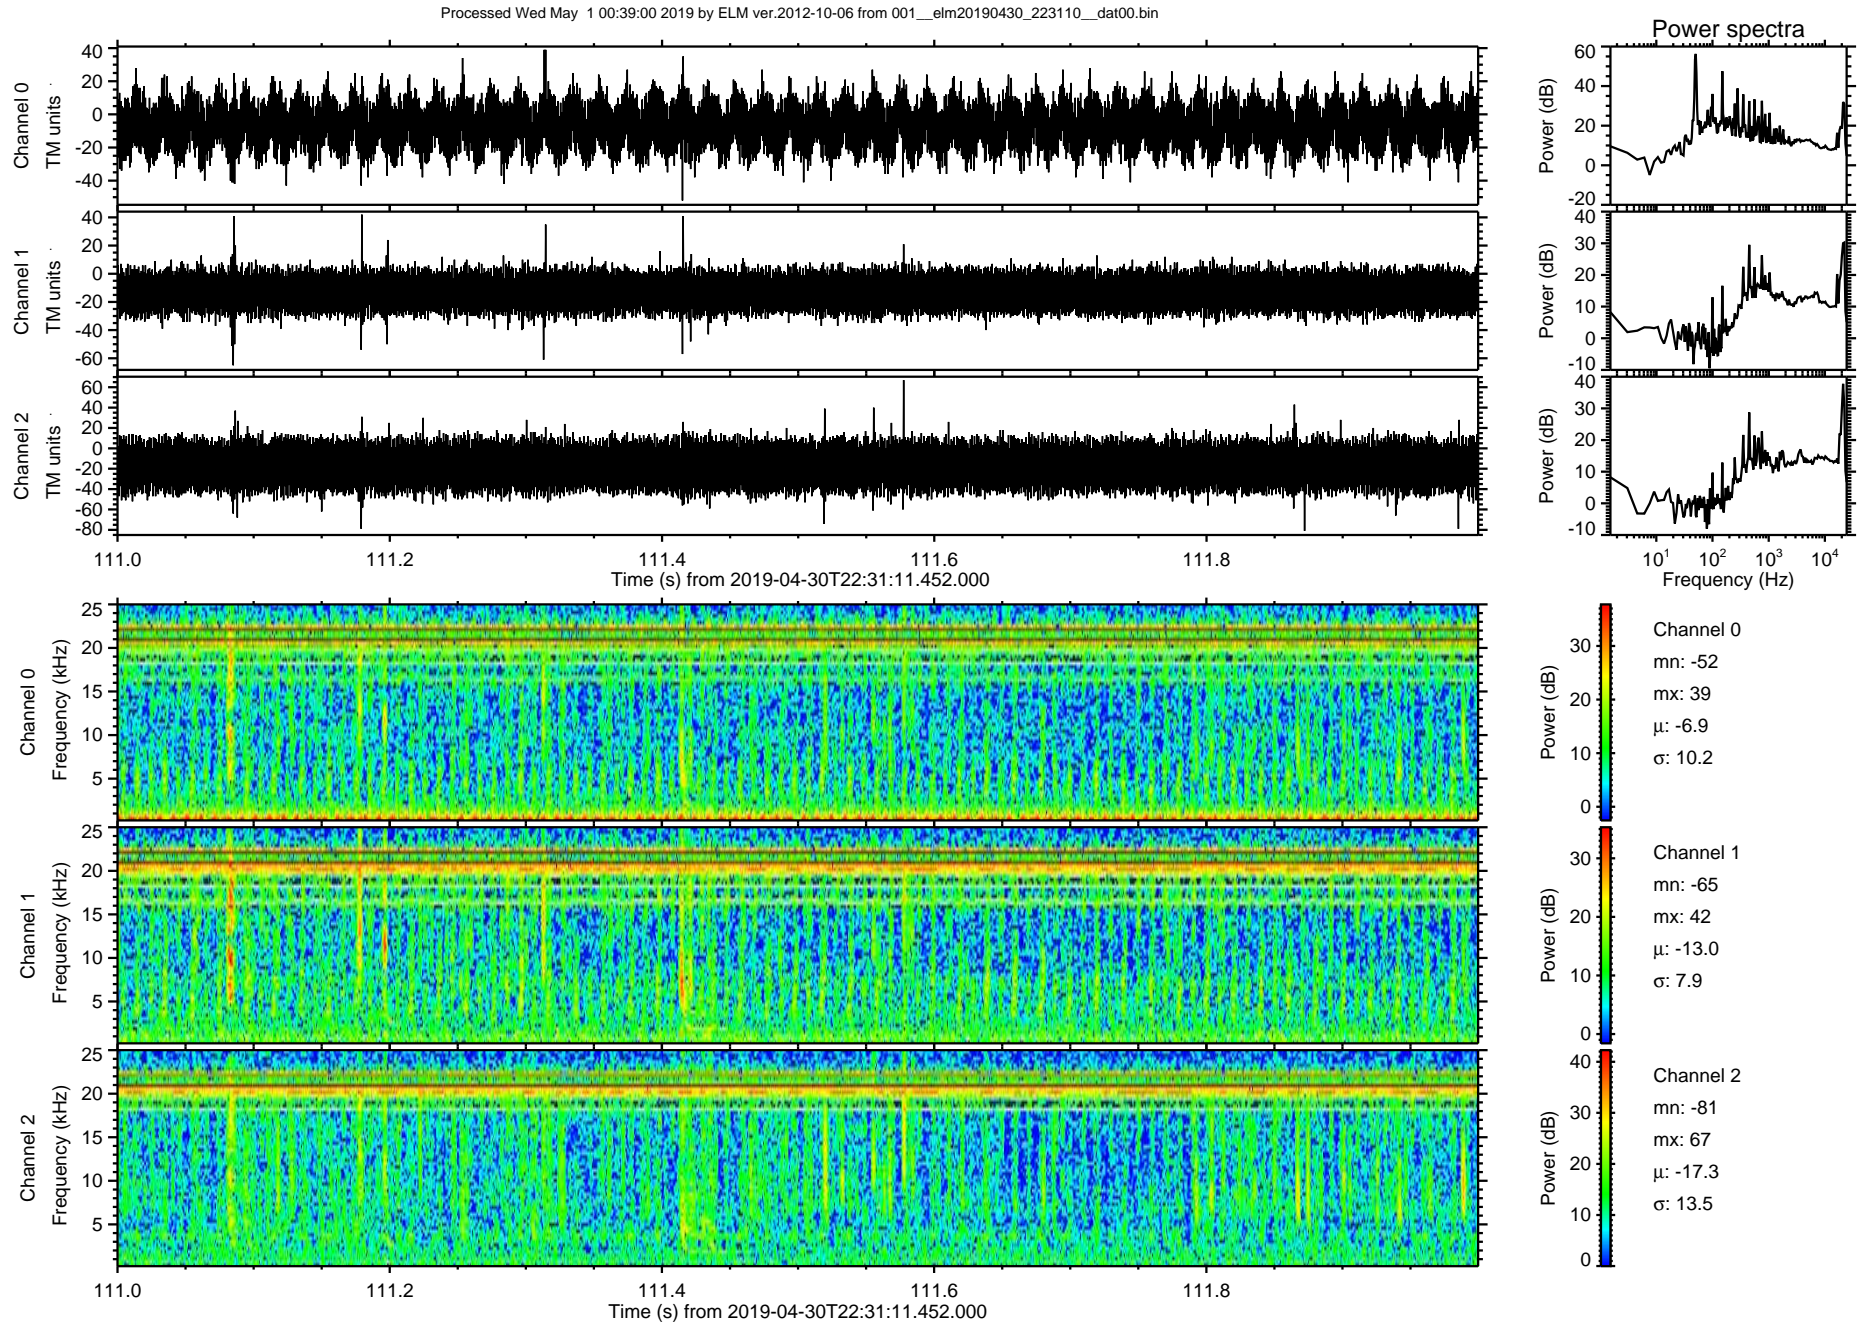 Processed Wed May  1 00:39:00 2019 by ELM ver.2012-10-06 from 001__elm20190430_223110__dat00.bin
Power spectra
Channel 0
TM units
40
20
0
-20
-40
Power (dB)
60
40
20
0
-20
Channel 1
TM units
40
20
0
-20
-40
-60
Power (dB)
40
30
20
10
0
-10
Channel 2
TM units
60
40
20
0
-20
-40
-60
-80
Power (dB)
40
30
20
10
0
-10
111.0 111.2 111.4 111.6 111.8
Time (s) from 2019-04-30T22:31:11.452.000
10¹ 10² 10³ 10⁴
Frequency (Hz)
Channel 0
Frequency (kHz)
25
20
15
10
5
Power (dB)
30
20
10
0
Channel 0
mn: -52
mx: 39
μ: -6.9
σ: 10.2
Channel 1
Frequency (kHz)
25
20
15
10
5
Power (dB)
30
20
10
0
Channel 1
mn: -65
mx: 42
μ: -13.0
σ: 7.9
Channel 2
Frequency (kHz)
25
20
15
10
5
Power (dB)
40
30
20
10
0
Channel 2
mn: -81
mx: 67
μ: -17.3
σ: 13.5
111.0 111.2 111.4 111.6 111.8
Time (s) from 2019-04-30T22:31:11.452.000